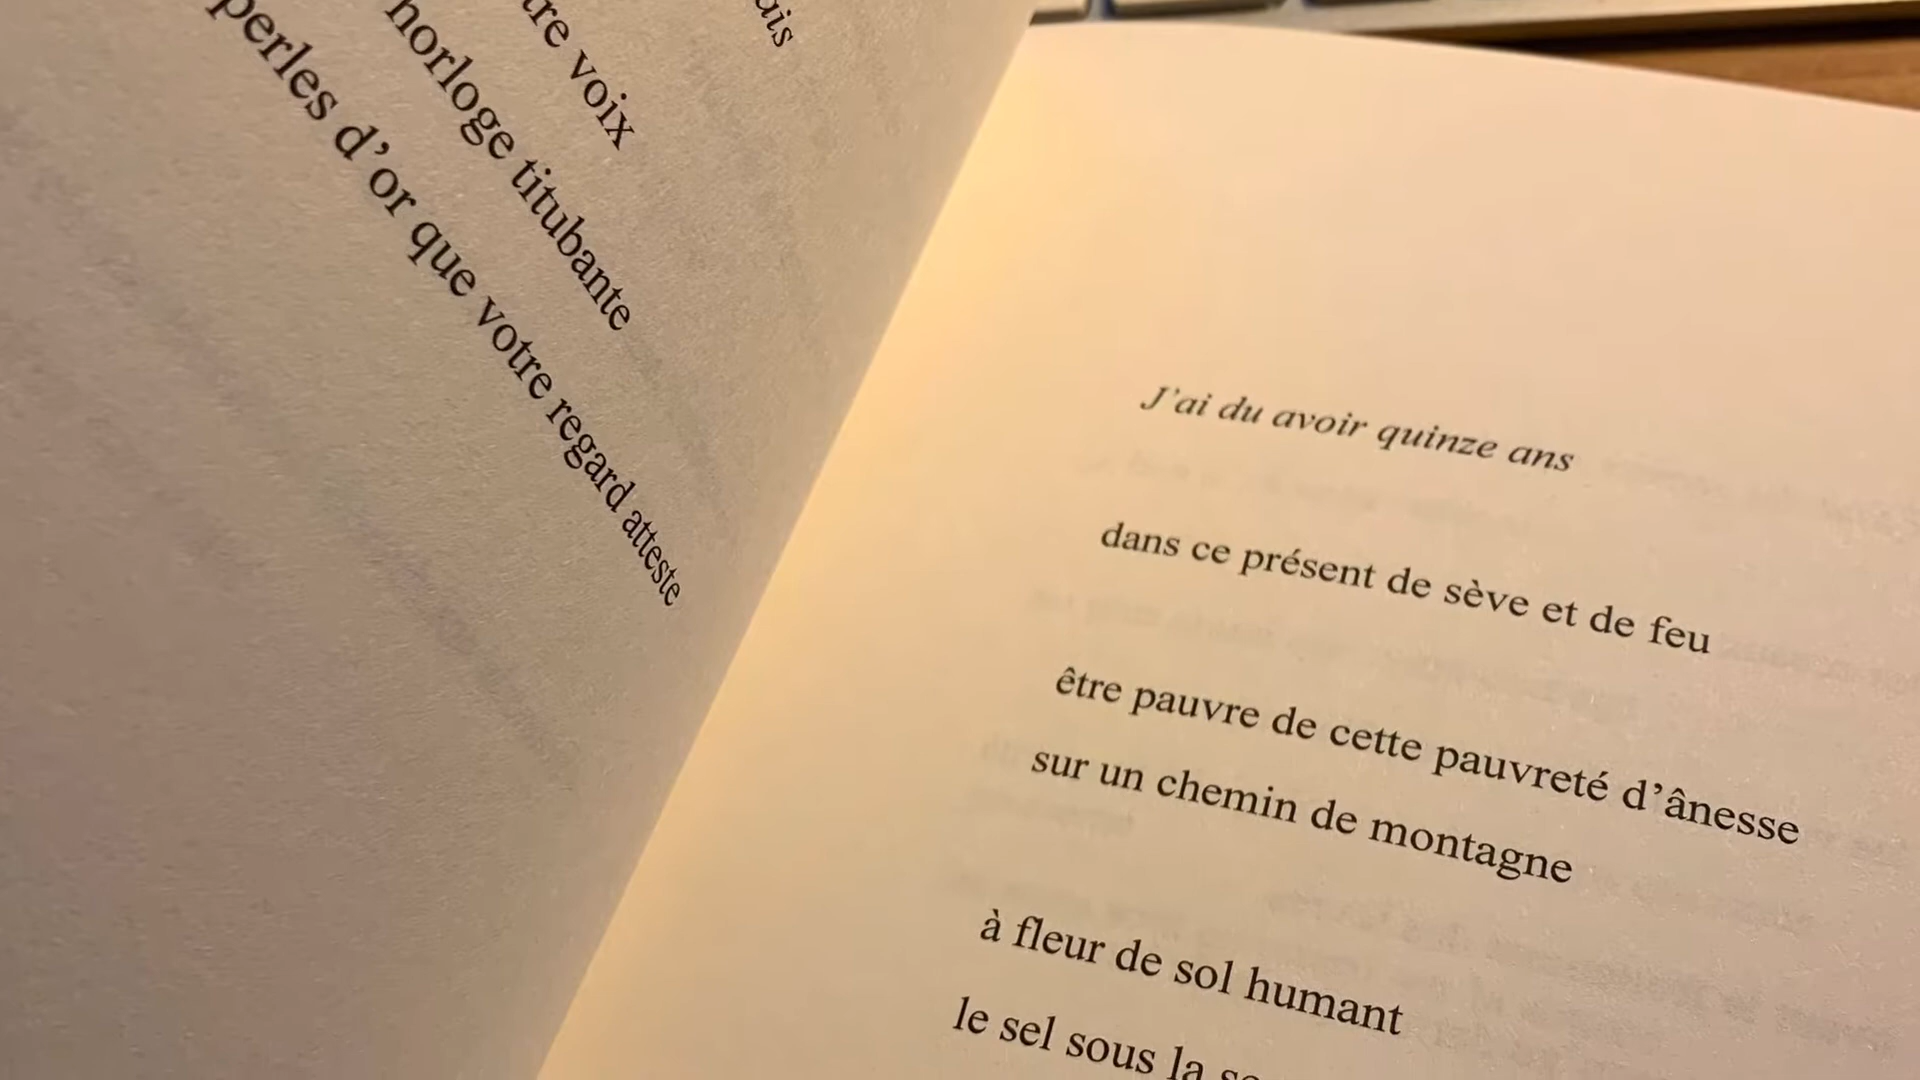 voix
horloge titubante
perles d’or que votre regard atteste
J’ai du avoir quinze ans
dans ce présent de sève et de feu
être pauvre de cette pauvreté d’ânesse
sur un chemin de montagne
à fleur de sol humant
le sel sous la